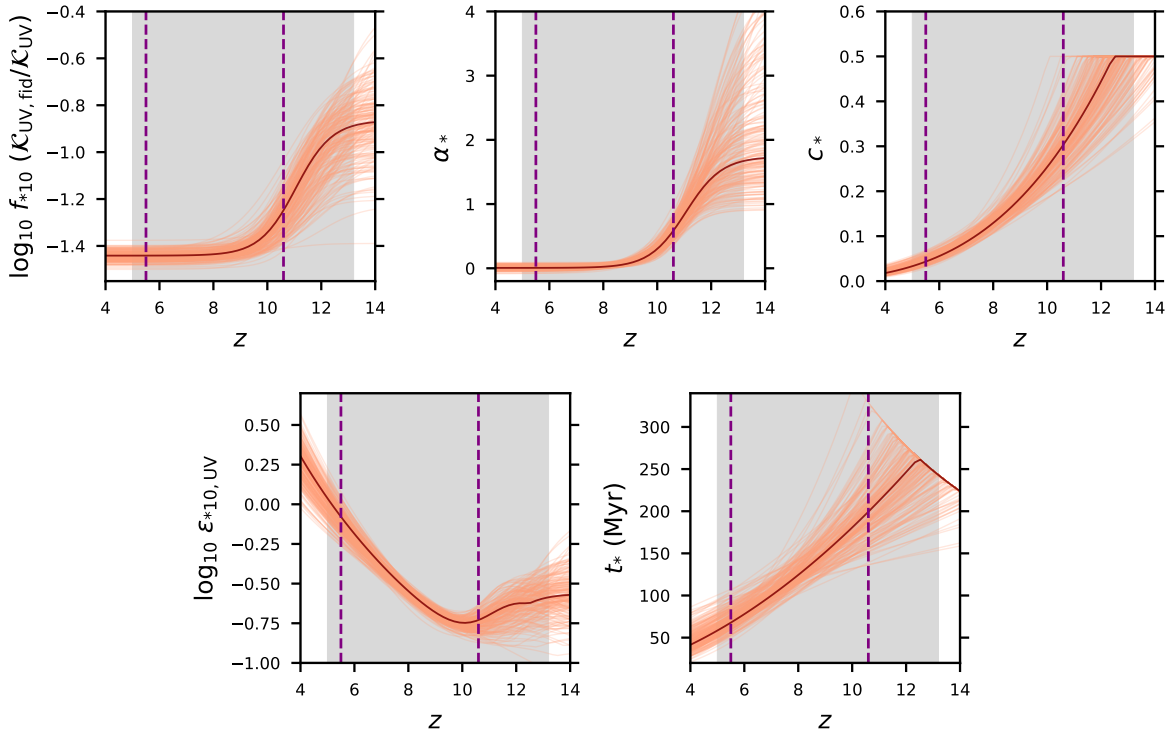 log₁₀ f*₁₀ (𝒦UV, fid/𝒦UV)
−0.4
−0.6
−0.8
−1.0
−1.2
−1.4
4 6 8 10 12 14
z
α*
4
3
2
1
0
4 6 8 10 12 14
z
c*
0.6
0.5
0.4
0.3
0.2
0.1
0.0
4 6 8 10 12 14
z
log₁₀ ε*10, UV
0.50
0.25
0.00
−0.25
−0.50
−0.75
−1.00
4 6 8 10 12 14
z
t* (Myr)
300
250
200
150
100
50
4 6 8 10 12 14
z